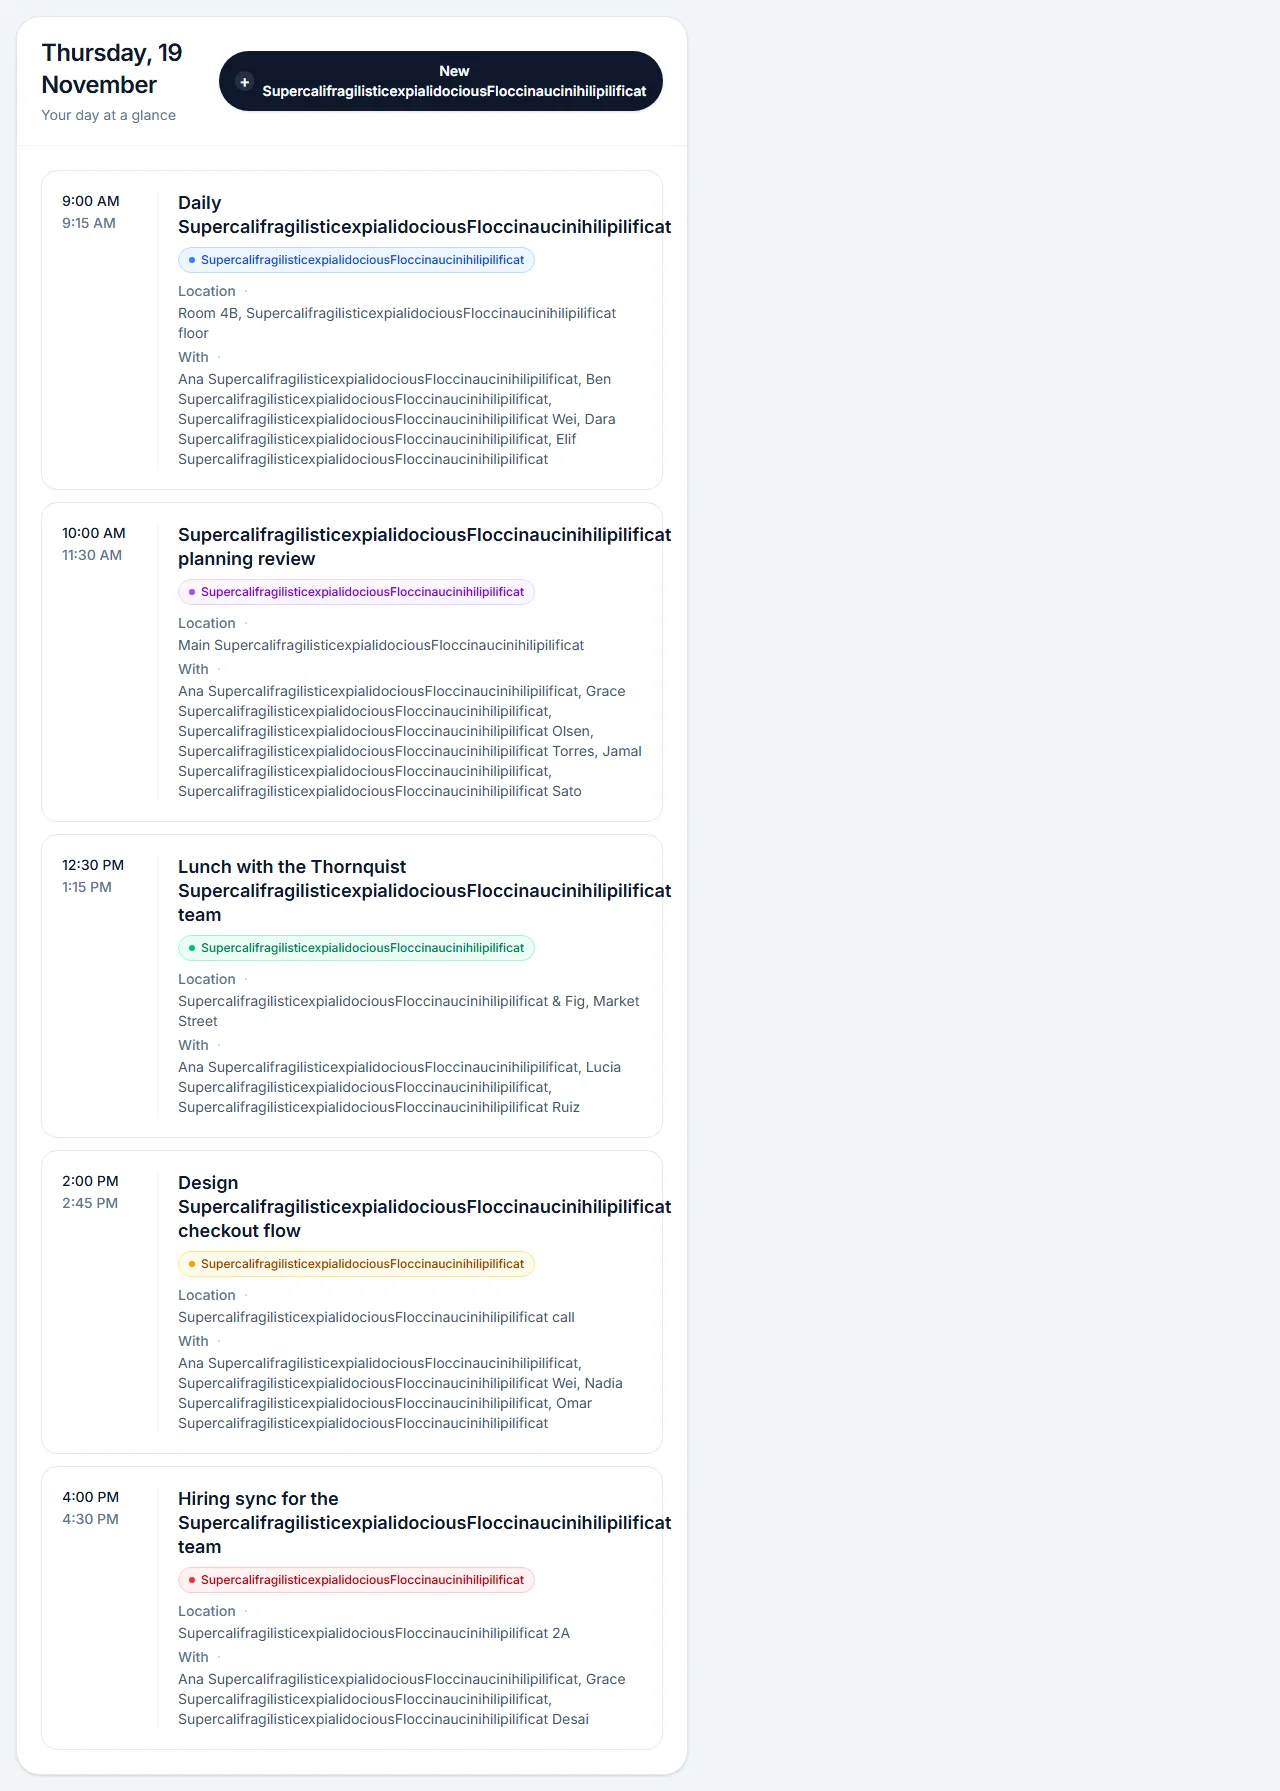 Thursday, 19
November
Your day at a glance
+ New
SupercalifragilisticexpialidociousFloccinaucinihilipilificat
9:00 AM
9:15 AM
Daily
SupercalifragilisticexpialidociousFloccinaucinihilipilificat
SupercalifragilisticexpialidociousFloccinaucinihilipilificat
Location ·
Room 4B, SupercalifragilisticexpialidociousFloccinaucinihilipilificat
floor
With ·
Ana SupercalifragilisticexpialidociousFloccinaucinihilipilificat, Ben
SupercalifragilisticexpialidociousFloccinaucinihilipilificat,
SupercalifragilisticexpialidociousFloccinaucinihilipilificat Wei, Dara
SupercalifragilisticexpialidociousFloccinaucinihilipilificat, Elif
SupercalifragilisticexpialidociousFloccinaucinihilipilificat
10:00 AM
11:30 AM
SupercalifragilisticexpialidociousFloccinaucinihilipilificat
planning review
SupercalifragilisticexpialidociousFloccinaucinihilipilificat
Location ·
Main SupercalifragilisticexpialidociousFloccinaucinihilipilificat
With ·
Ana SupercalifragilisticexpialidociousFloccinaucinihilipilificat, Grace
SupercalifragilisticexpialidociousFloccinaucinihilipilificat,
SupercalifragilisticexpialidociousFloccinaucinihilipilificat Olsen,
SupercalifragilisticexpialidociousFloccinaucinihilipilificat Torres, Jamal
SupercalifragilisticexpialidociousFloccinaucinihilipilificat,
SupercalifragilisticexpialidociousFloccinaucinihilipilificat Sato
12:30 PM
1:15 PM
Lunch with the Thornquist
SupercalifragilisticexpialidociousFloccinaucinihilipilificat
team
SupercalifragilisticexpialidociousFloccinaucinihilipilificat
Location ·
SupercalifragilisticexpialidociousFloccinaucinihilipilificat & Fig, Market
Street
With ·
Ana SupercalifragilisticexpialidociousFloccinaucinihilipilificat, Lucia
SupercalifragilisticexpialidociousFloccinaucinihilipilificat,
SupercalifragilisticexpialidociousFloccinaucinihilipilificat Ruiz
2:00 PM
2:45 PM
Design
SupercalifragilisticexpialidociousFloccinaucinihilipilificat
checkout flow
SupercalifragilisticexpialidociousFloccinaucinihilipilificat
Location ·
SupercalifragilisticexpialidociousFloccinaucinihilipilificat call
With ·
Ana SupercalifragilisticexpialidociousFloccinaucinihilipilificat,
SupercalifragilisticexpialidociousFloccinaucinihilipilificat Wei, Nadia
SupercalifragilisticexpialidociousFloccinaucinihilipilificat, Omar
SupercalifragilisticexpialidociousFloccinaucinihilipilificat
4:00 PM
4:30 PM
Hiring sync for the
SupercalifragilisticexpialidociousFloccinaucinihilipilificat
team
SupercalifragilisticexpialidociousFloccinaucinihilipilificat
Location ·
SupercalifragilisticexpialidociousFloccinaucinihilipilificat 2A
With ·
Ana SupercalifragilisticexpialidociousFloccinaucinihilipilificat, Grace
SupercalifragilisticexpialidociousFloccinaucinihilipilificat,
SupercalifragilisticexpialidociousFloccinaucinihilipilificat Desai